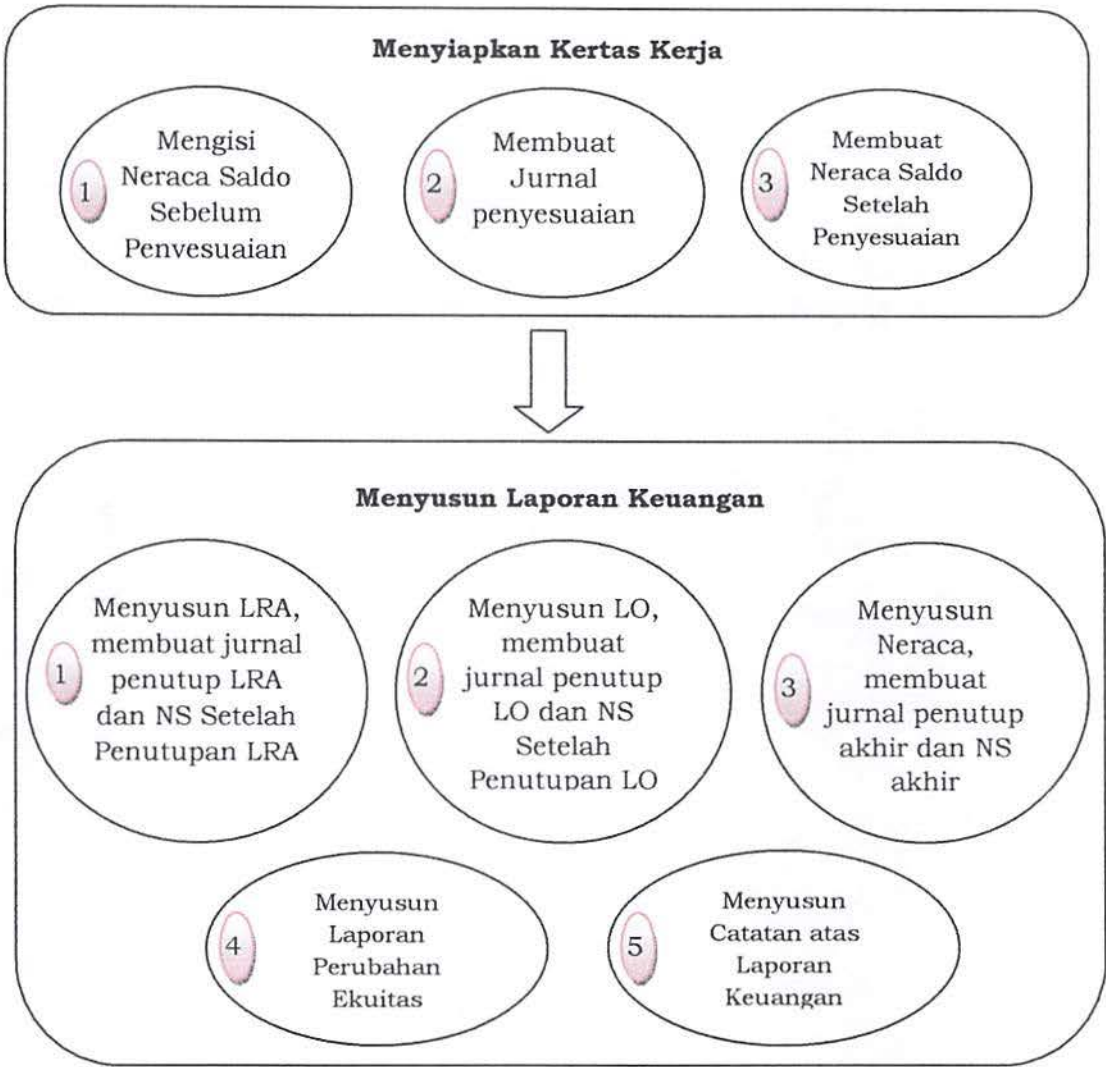 Menyiapkan Kertas Kerja
1
Mengisi
Neraca Saldo
Sebelum
Penvesuaian
2
Membuat
Jurnal
penyesuaian
3
Membuat
Neraca Saldo
Setelah
Penyesuaian
Menyusun Laporan Keuangan
1
Menyusun LRA,
membuat jurnal
penutup LRA
dan NS Setelah
Penutupan LRA
2
Menyusun LO,
membuat
jurnal penutup
LO dan NS
Setelah
Penutupan LO
3
Menyusun
Neraca,
membuat
jurnal penutup
akhir dan NS
akhir
4
Menyusun
Laporan
Perubahan
Ekuitas
5
Menyusun
Catatan atas
Laporan
Keuangan